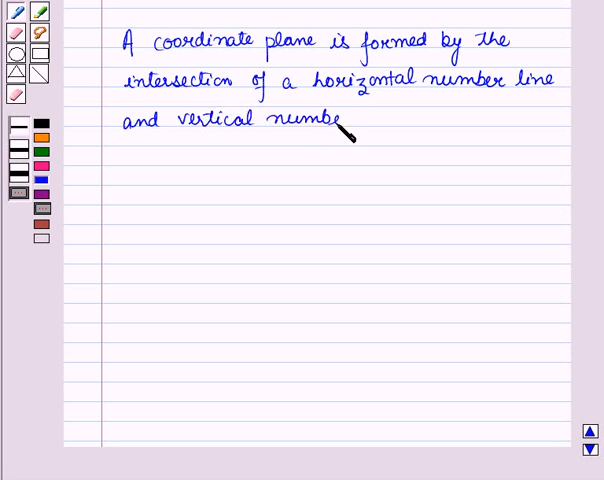 A coordinate plane is formed by the
intersection of a horizontal number line
and vertical numbe